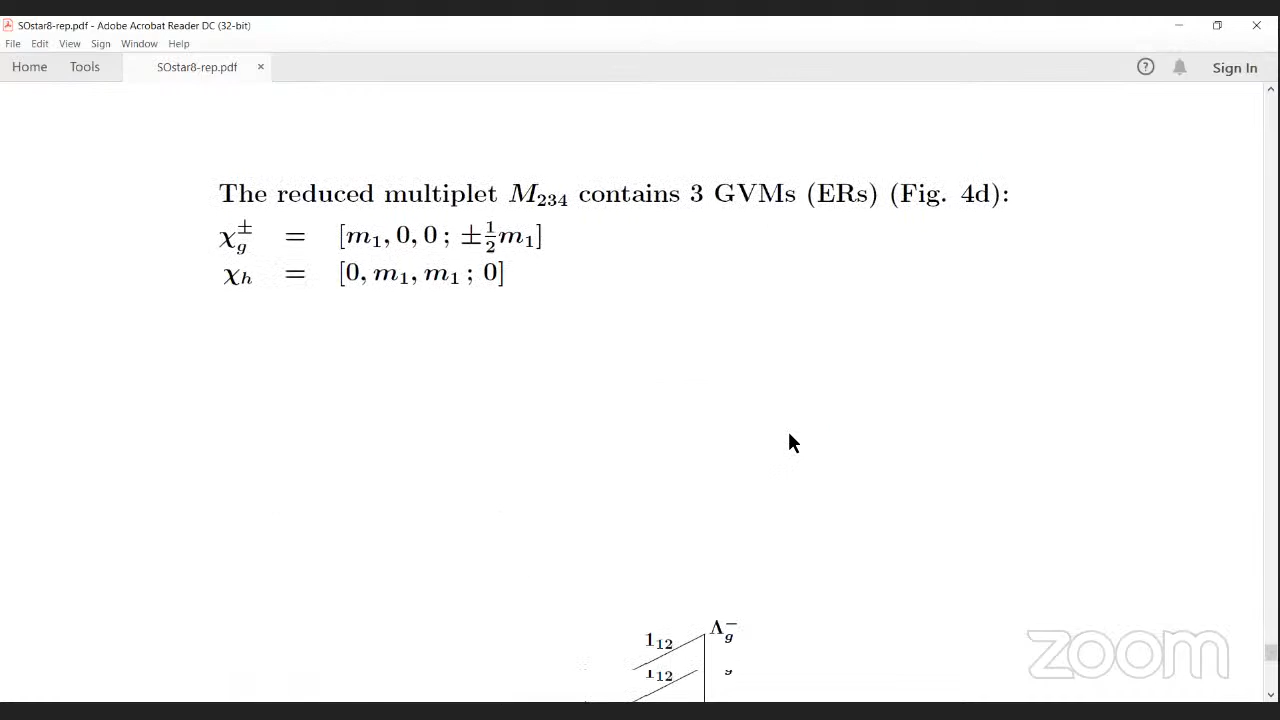 SOstar8-rep.pdf - Adobe Acrobat Reader DC (32-bit)
File Edit View Sign Window Help
Home Tools SOstar8-rep.pdf × Sign In
The reduced multiplet M₂₃₄ contains 3 GVMs (ERs) (Fig. 4d):
χ_g^± = [m₁, 0, 0 ; ±½m₁]
χ_h = [0, m₁, m₁ ; 0]
Λ_g^−
1₁₂
1₁₂
zoom